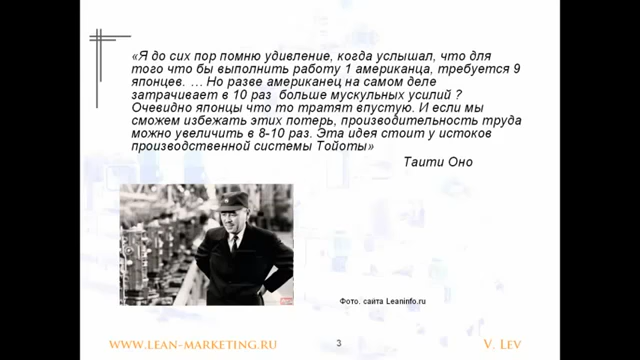 «Я до сих пор помню удивление, когда услышал, что для
того что бы выполнить работу 1 американца, требуется 9
японцев. … Но разве американец на самом деле
затрачивает в 10 раз больше мускульных усилий ?
Очевидно японцы что то тратят впустую. И если мы
сможем избежать этих потерь, производительность труда
можно увеличить в 8-10 раз. Эта идея стоит у истоков
производственной системы Тойоты»
Таити Оно
Фото. сайта Leaninfo.ru
WWW.LEAN-MARKETING.RU
3
V. LEV